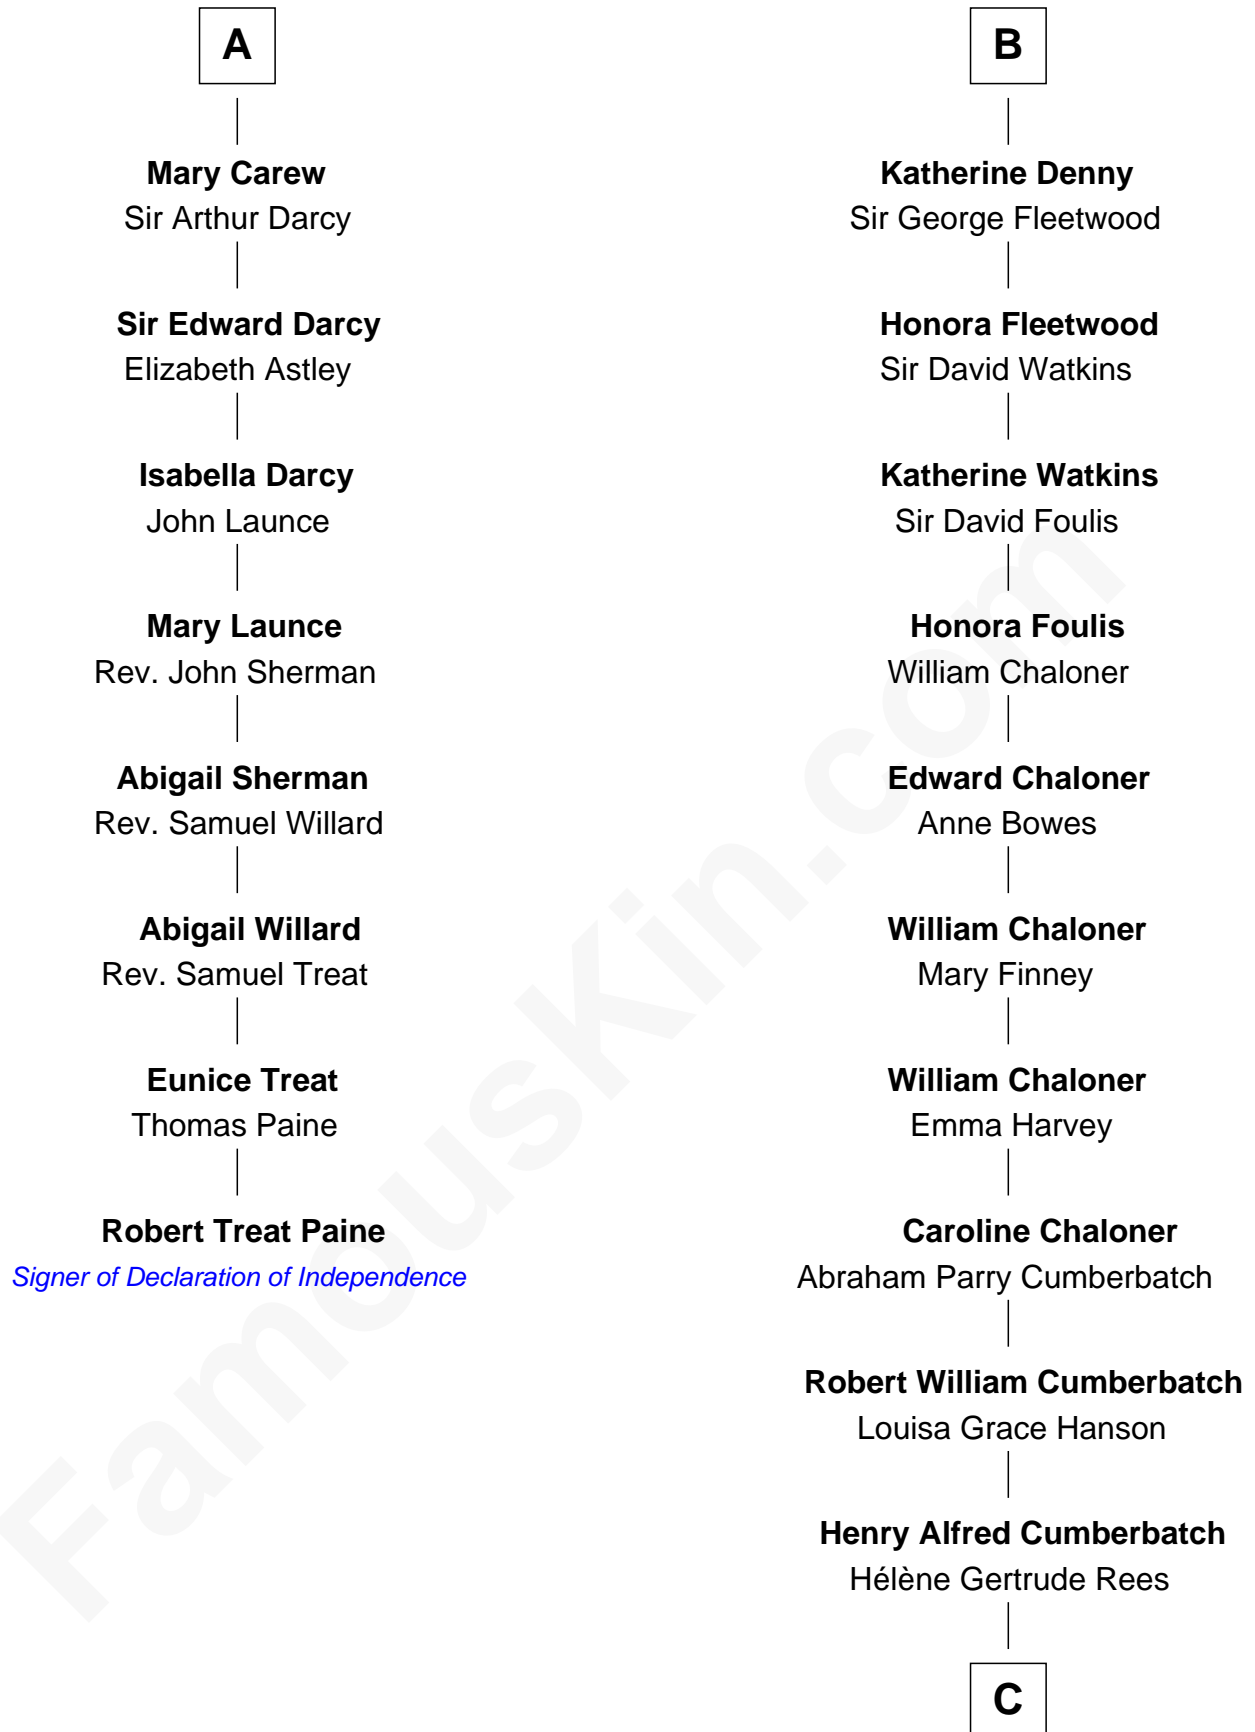 A
Mary Carew
Sir Arthur Darcy
Sir Edward Darcy
Elizabeth Astley
Isabella Darcy
John Launce
Mary Launce
Rev. John Sherman
Abigail Sherman
Rev. Samuel Willard
Abigail Willard
Rev. Samuel Treat
Eunice Treat
Thomas Paine
Robert Treat Paine
Signer of Declaration of Independence
B
Katherine Denny
Sir George Fleetwood
Honora Fleetwood
Sir David Watkins
Katherine Watkins
Sir David Foulis
Honora Foulis
William Chaloner
Edward Chaloner
Anne Bowes
William Chaloner
Mary Finney
William Chaloner
Emma Harvey
Caroline Chaloner
Abraham Parry Cumberbatch
Robert William Cumberbatch
Louisa Grace Hanson
Henry Alfred Cumberbatch
Hélène Gertrude Rees
C
FamousKin.com